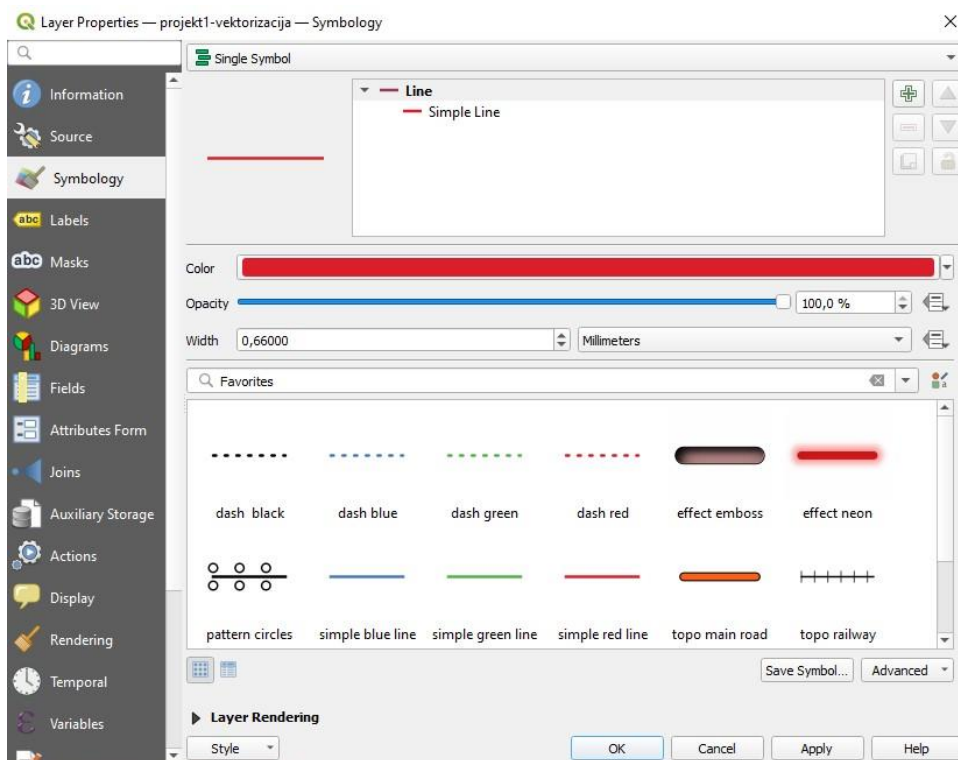 Layer Properties — projekt1-vektorizacija — Symbology
Single Symbol
Information
Source
Symbology
abc Labels
abc Masks
3D View
Diagrams
Fields
Attributes Form
Joins
Auxiliary Storage
Actions
Display
Rendering
Temporal
Variables
Line
Simple Line
Color
Opacity
100,0 %
Width
0,66000
Millimeters
Favorites
dash black
dash blue
dash green
dash red
effect emboss
effect neon
pattern circles
simple blue line
simple green line
simple red line
topo main road
topo railway
Save Symbol...
Advanced
Layer Rendering
Style
OK
Cancel
Apply
Help